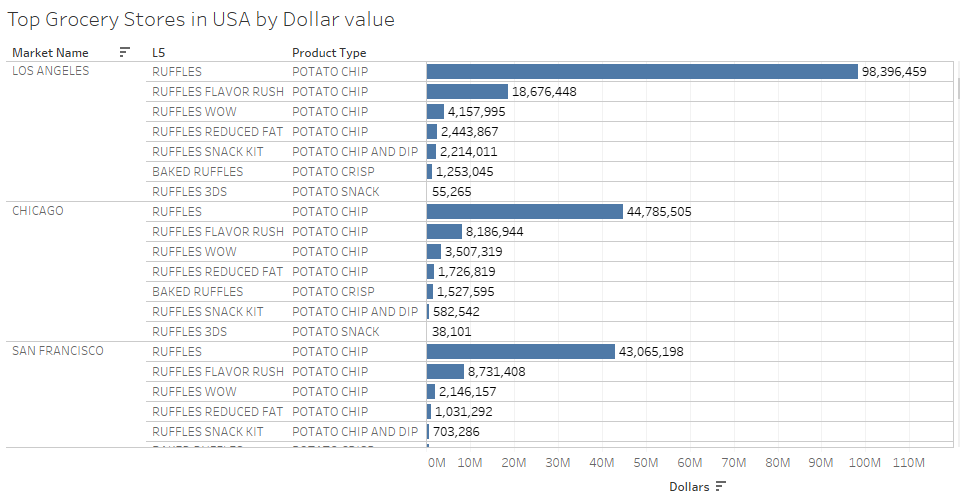 Top Grocery Stores in USA by Dollar value
Market Name L5 Product Type
LOS ANGELES RUFFLES POTATO CHIP 98,396,459
RUFFLES FLAVOR RUSH POTATO CHIP 18,676,448
RUFFLES WOW POTATO CHIP 4,157,995
RUFFLES REDUCED FAT POTATO CHIP 2,443,867
RUFFLES SNACK KIT POTATO CHIP AND DIP 2,214,011
BAKED RUFFLES POTATO CRISP 1,253,045
RUFFLES 3DS POTATO SNACK 55,265
CHICAGO RUFFLES POTATO CHIP 44,785,505
RUFFLES FLAVOR RUSH POTATO CHIP 8,186,944
RUFFLES WOW POTATO CHIP 3,507,319
RUFFLES REDUCED FAT POTATO CHIP 1,726,819
BAKED RUFFLES POTATO CRISP 1,527,595
RUFFLES SNACK KIT POTATO CHIP AND DIP 582,542
RUFFLES 3DS POTATO SNACK 38,101
SAN FRANCISCO RUFFLES POTATO CHIP 43,065,198
RUFFLES FLAVOR RUSH POTATO CHIP 8,731,408
RUFFLES WOW POTATO CHIP 2,146,157
RUFFLES REDUCED FAT POTATO CHIP 1,031,292
RUFFLES SNACK KIT POTATO CHIP AND DIP 703,286
0M 10M 20M 30M 40M 50M 60M 70M 80M 90M 100M 110M
Dollars